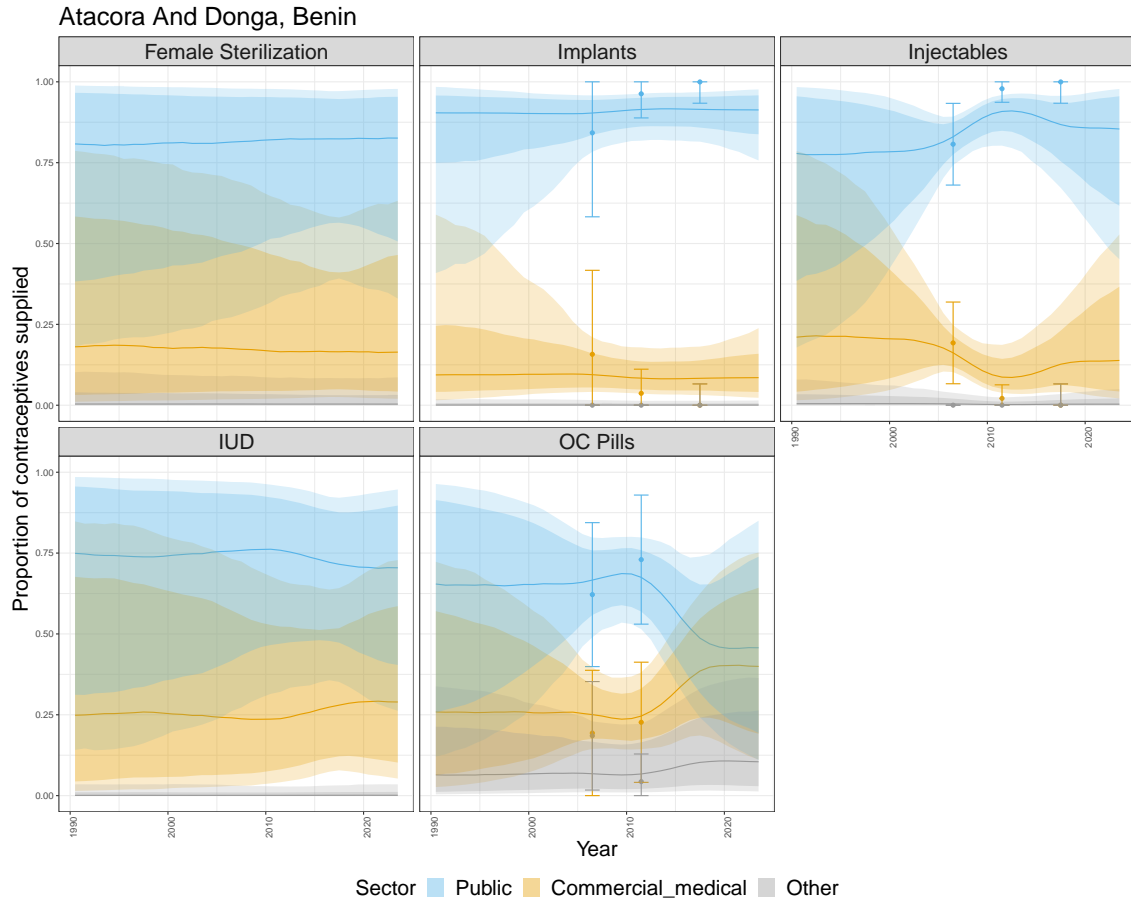 Atacora And Donga, Benin
Female Sterilization
Implants
Injectables
1.00
0.75
0.50
0.25
0.00
1990
2000
2010
2020
IUD
OC Pills
1.00
0.75
0.50
0.25
0.00
1990
2000
2010
2020
1990
2000
2010
2020
Proportion of contraceptives supplied
Year
Sector Public Commercial_medical Other